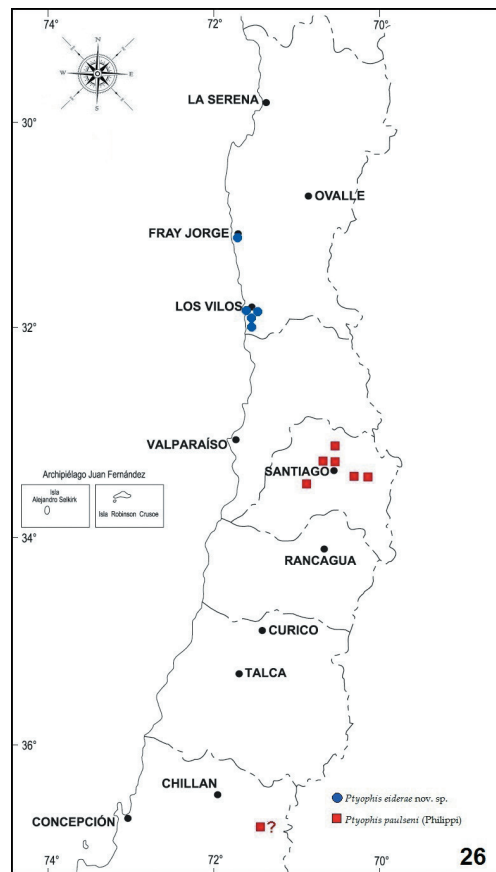 74° 72° 70°
N
W E
S
LA SERENA
30°
OVALLE
FRAY JORGE
LOS VILOS
32°
VALPARAÍSO
SANTIAGO
Archipiélago Juan Fernández
Isla
Alejandro Selkirk
Isla Robinson Crusoe
34° 34°
RANCAGUA
CURICO
TALCA
36° 36°
CHILLAN
Ptyophis eiderae nov. sp.
CONCEPCIÓN
?
Ptyophis paulseni (Philippi)
74° 72° 70°
26